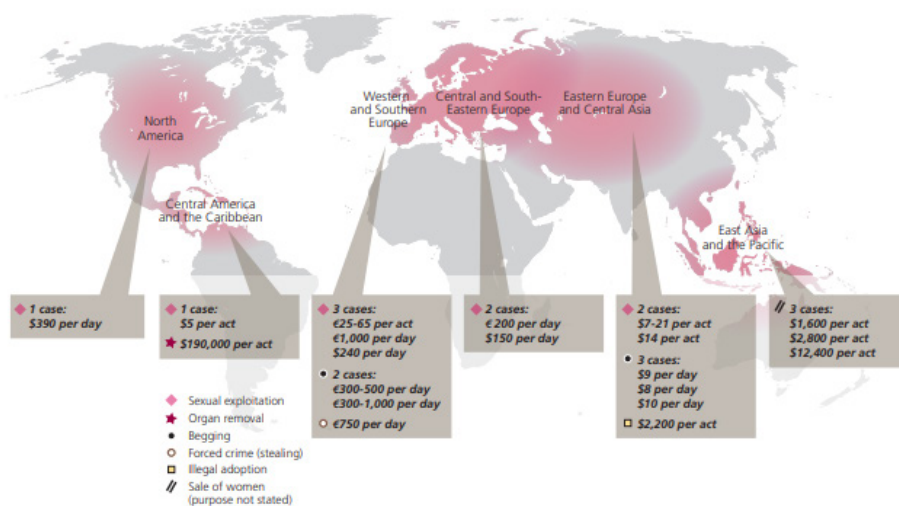 North
America
Central America
and the Caribbean
Western
and Southern
Europe
Central and South-
Eastern Europe
Eastern Europe
and Central Asia
East Asia
and the Pacific
1 case:
$390 per day
1 case:
$5 per act
$190,000 per act
3 cases:
€25-65 per act
€1,000 per day
$240 per day
2 cases:
€300-500 per day
€300-1,000 per day
€750 per day
2 cases:
€ 200 per day
$150 per day
2 cases:
$7-21 per act
$14 per act
3 cases:
$9 per day
$8 per day
$10 per day
$2,200 per act
3 cases:
$1,600 per act
$2,800 per act
$12,400 per act
Sexual exploitation
Organ removal
Begging
Forced crime (stealing)
Illegal adoption
Sale of women
(purpose not stated)